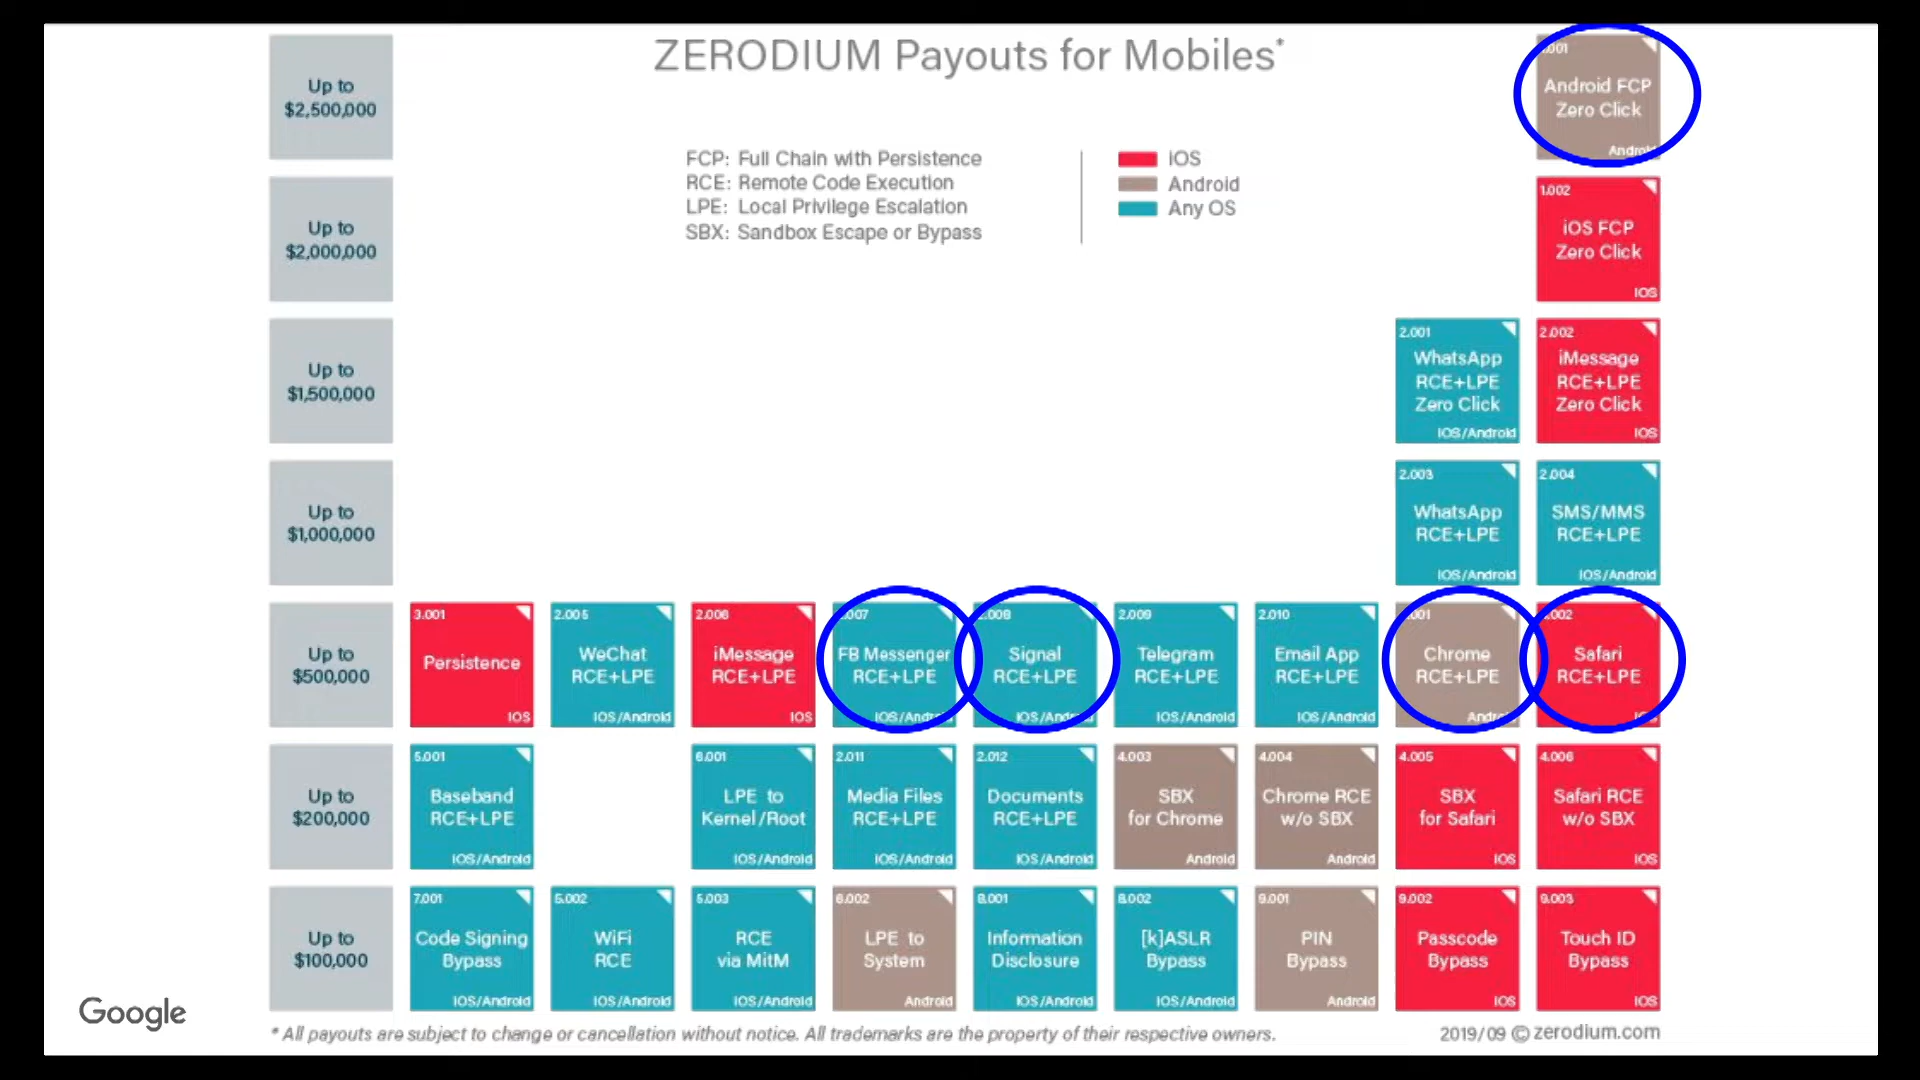 ZERODIUM Payouts for Mobiles*
FCP: Full Chain with Persistence
RCE: Remote Code Execution
LPE: Local Privilege Escalation
SBX: Sandbox Escape or Bypass
IOS
Android
Any OS
Up to
$2,500,000
.001
Android FCP
Zero Click
Android
Up to
$2,000,000
1.002
iOS FCP
Zero Click
IOS
Up to
$1,500,000
2.001
WhatsApp
RCE+LPE
Zero Click
IOS/Android
2.002
iMessage
RCE+LPE
Zero Click
IOS
Up to
$1,000,000
2.003
WhatsApp
RCE+LPE
IOS/Android
2.004
SMS/MMS
RCE+LPE
IOS/Android
Up to
$500,000
3.001
Persistence
IOS
2.005
WeChat
RCE+LPE
IOS/Android
2.006
iMessage
RCE+LPE
IOS
.007
FB Messenger
RCE+LPE
IOS/Android
.008
Signal
RCE+LPE
IOS/Android
2.009
Telegram
RCE+LPE
IOS/Android
2.010
Email App
RCE+LPE
IOS/Android
.001
Chrome
RCE+LPE
Android
.002
Safari
RCE+LPE
IOS
Up to
$200,000
5.001
Baseband
RCE+LPE
IOS/Android
6.001
LPE to
Kernel/Root
IOS/Android
2.011
Media Files
RCE+LPE
IOS/Android
2.012
Documents
RCE+LPE
IOS/Android
4.003
SBX
for Chrome
Android
4.004
Chrome RCE
w/o SBX
Android
4.005
SBX
for Safari
IOS
4.006
Safari RCE
w/o SBX
IOS
Up to
$100,000
7.001
Code Signing
Bypass
IOS/Android
5.002
WiFi
RCE
IOS/Android
5.003
RCE
via MitM
IOS/Android
6.002
LPE to
System
Android
8.001
Information
Disclosure
IOS/Android
8.002
[k]ASLR
Bypass
IOS/Android
9.001
PIN
Bypass
Android
9.002
Passcode
Bypass
IOS
9.003
Touch ID
Bypass
IOS
Google
* All payouts are subject to change or cancellation without notice. All trademarks are the property of their respective owners.
2019/09 © zerodium.com